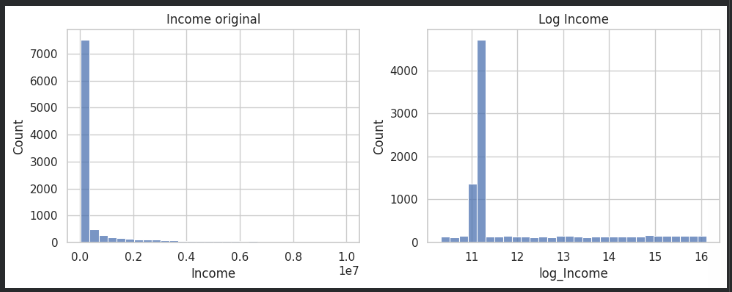 Income original
Count
7000
6000
5000
4000
3000
2000
1000
0
0.0 0.2 0.4 0.6 0.8 1.0
1e7
Income
Log Income
Count
4000
3000
2000
1000
0
11 12 13 14 15 16
log_Income